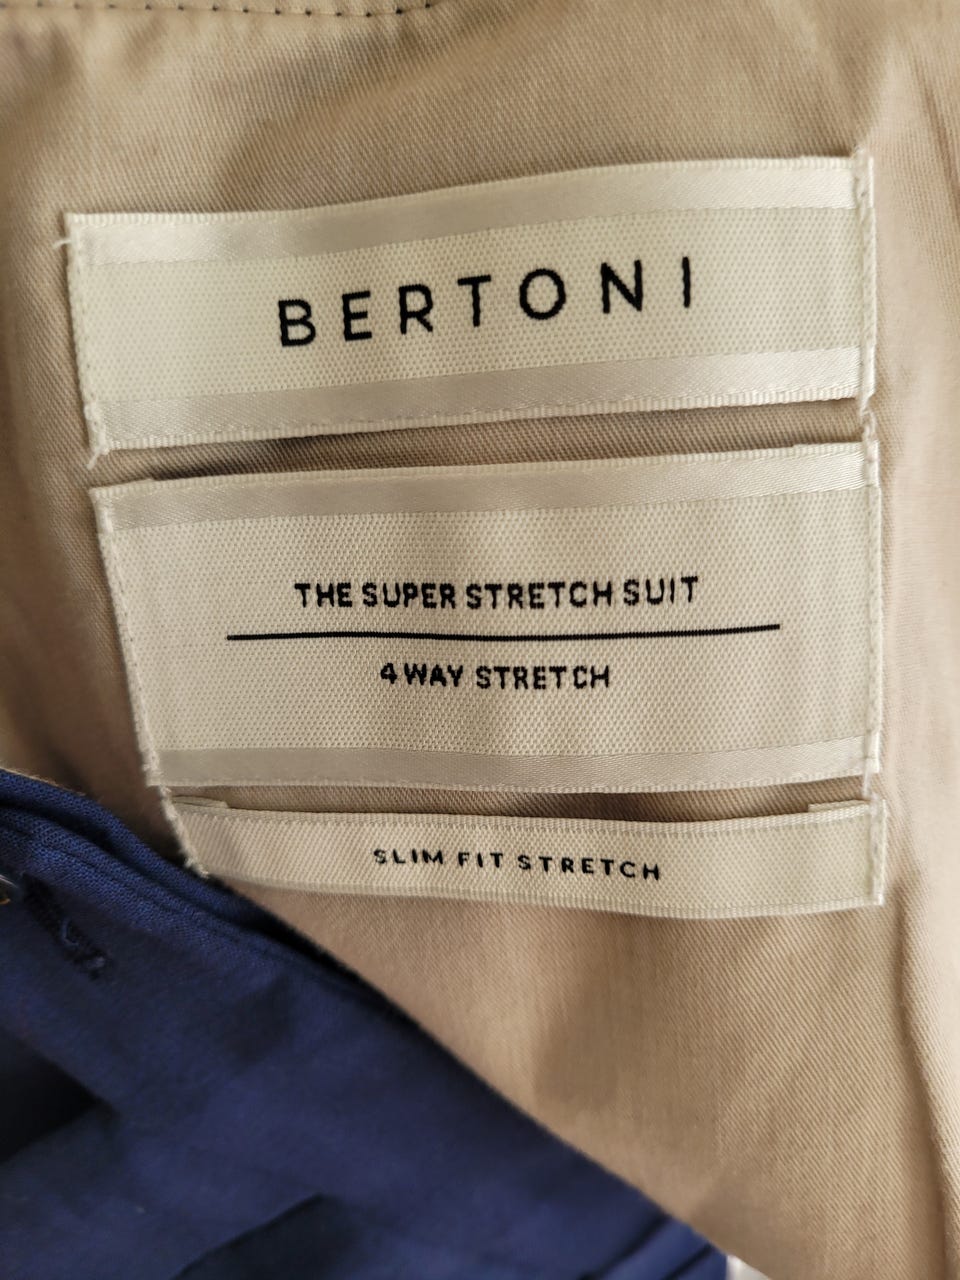 BERTONI
THE SUPER STRETCH SUIT
4 WAY STRETCH
SLIM FIT STRETCH